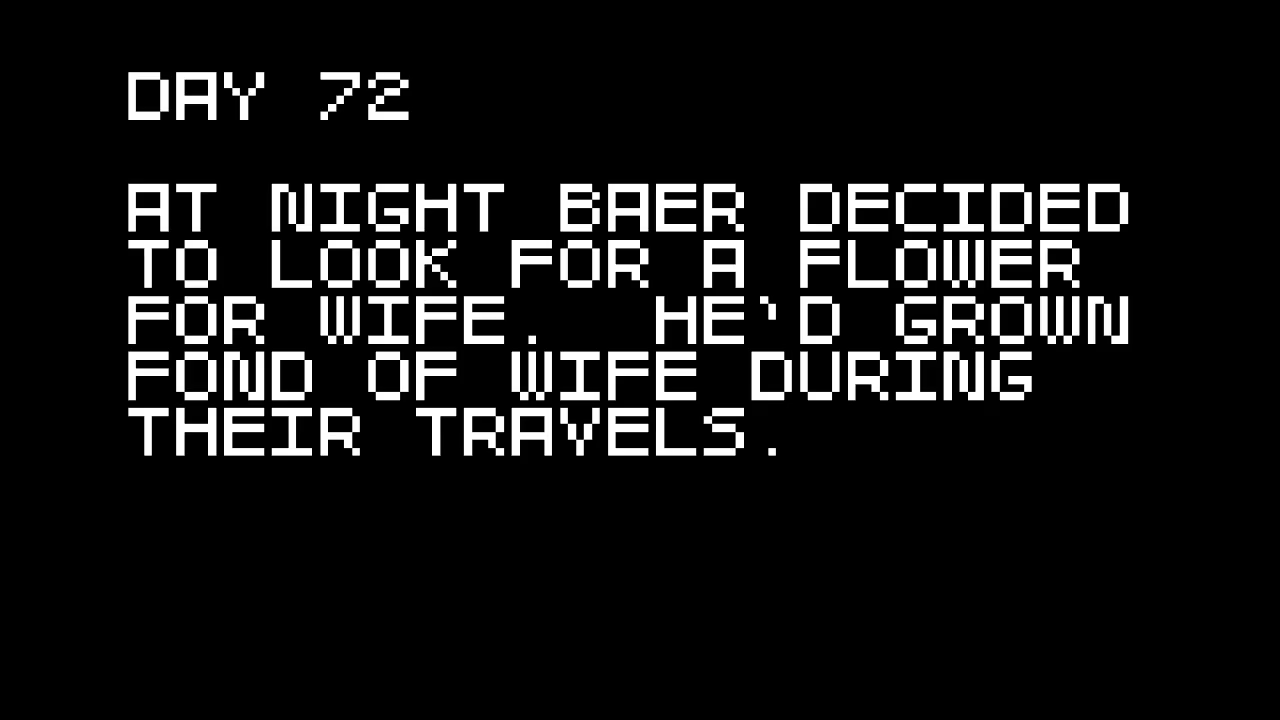 DAY 72
AT NIGHT BAER DECIDED
TO LOOK FOR A FLOWER
FOR WIFE.  HE'D GROWN
FOND OF WIFE DURING
THEIR TRAVELS.